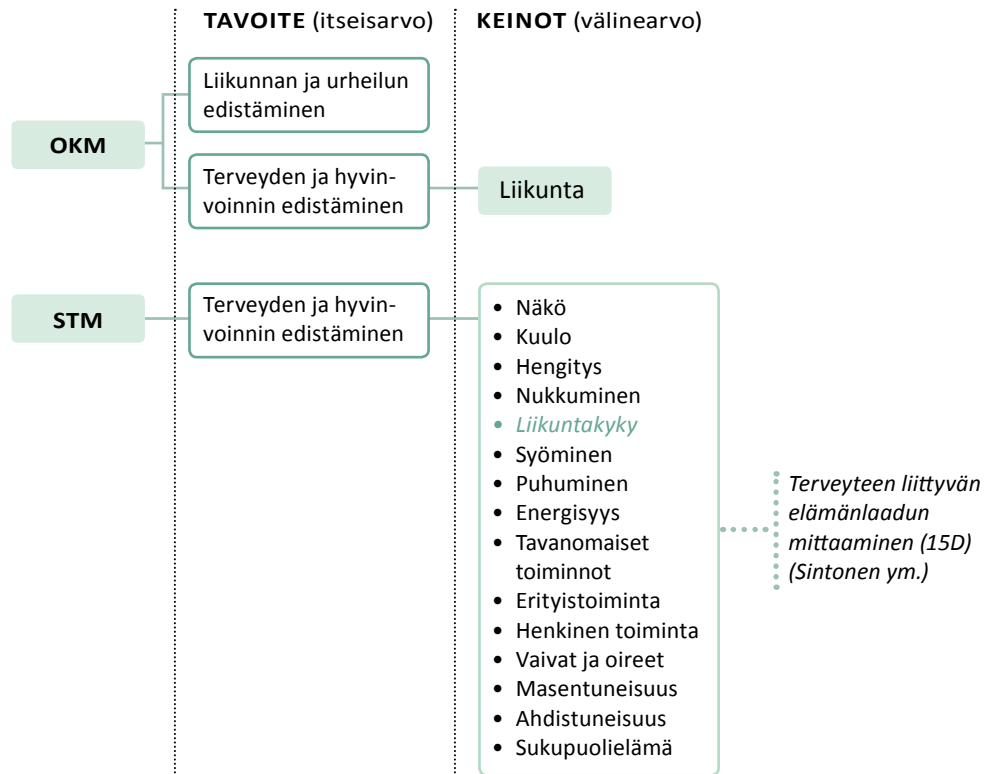 TAVOITE (itseisarvo)
KEINOT (välinearvo)
OKM
Liikunnan ja urheilun
edistäminen
Terveyden ja hyvin-
voinnin edistäminen
Liikunta
STM
Terveyden ja hyvin-
voinnin edistäminen
• Näkö
• Kuulo
• Hengitys
• Nukkuminen
• Liikuntakyky
• Syöminen
• Puhuminen
• Energisyys
• Tavanomaiset
toiminnot
• Erityistoiminta
• Henkinen toiminta
• Vaivat ja oireet
• Masentuneisuus
• Ahdistuneisuus
• Sukupuolielämä
Terveyteen liittyvän
elämänlaadun
mittaaminen (15D)
(Sintonen ym.)